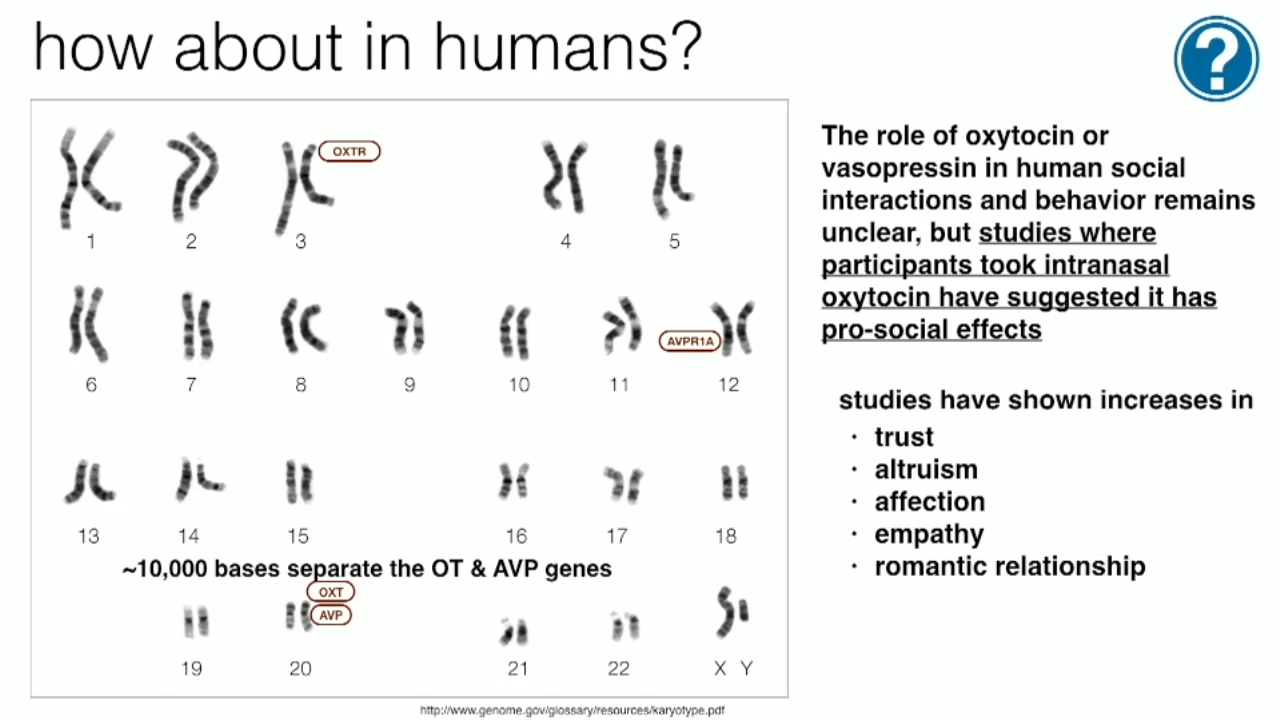 how about in humans?
?
OXTR
1 2 3 4 5
AVPR1A
6 7 8 9 10 11 12
13 14 15 16 17 18
~10,000 bases separate the OT & AVP genes
OXT
AVP
19 20 21 22 X Y
http://www.genome.gov/glossary/resources/karyotype.pdf
The role of oxytocin or
vasopressin in human social
interactions and behavior remains
unclear, but studies where
participants took intranasal
oxytocin have suggested it has
pro-social effects
studies have shown increases in
· trust
· altruism
· affection
· empathy
· romantic relationship